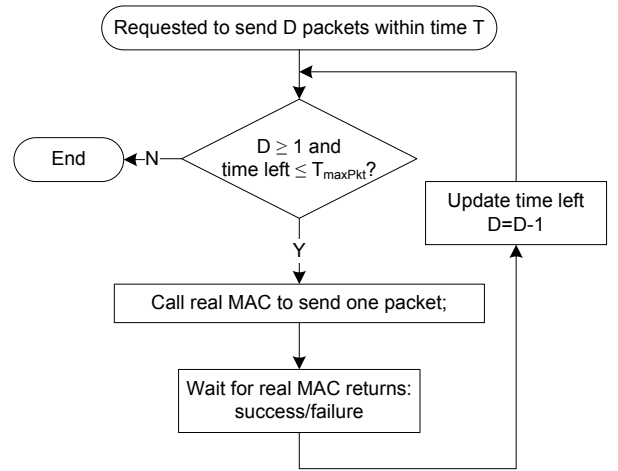 Requested to send D packets within time T
D ≥ 1 and
time left ≤ TmaxPkt?
N
End
Y
Call real MAC to send one packet;
Wait for real MAC returns:
success/failure
Update time left
D=D-1